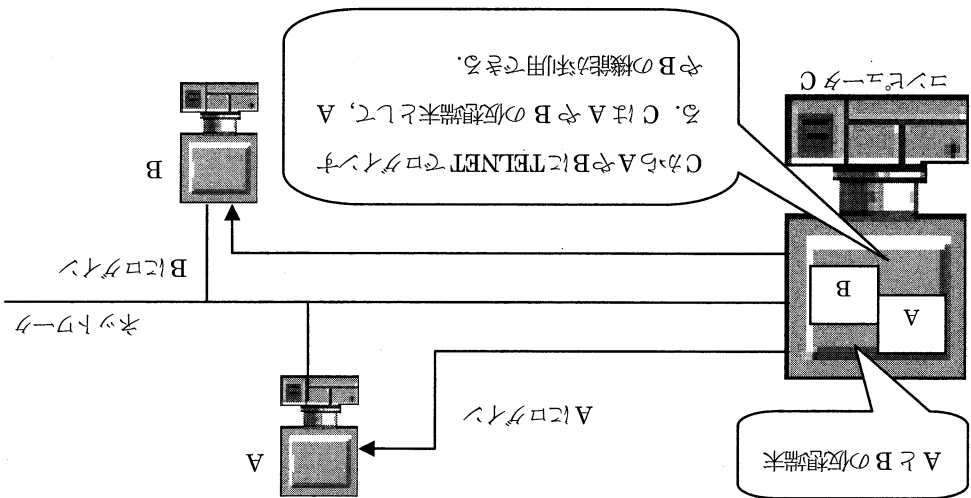 AとBの仮想端末
A
Aにログイン
A
B
ネットワーク
Bにログイン
B
CからAやBにTELNETでログインす
る．CはAやBの仮想端末として，A
やBの機能が利用できる．
コンピュータC